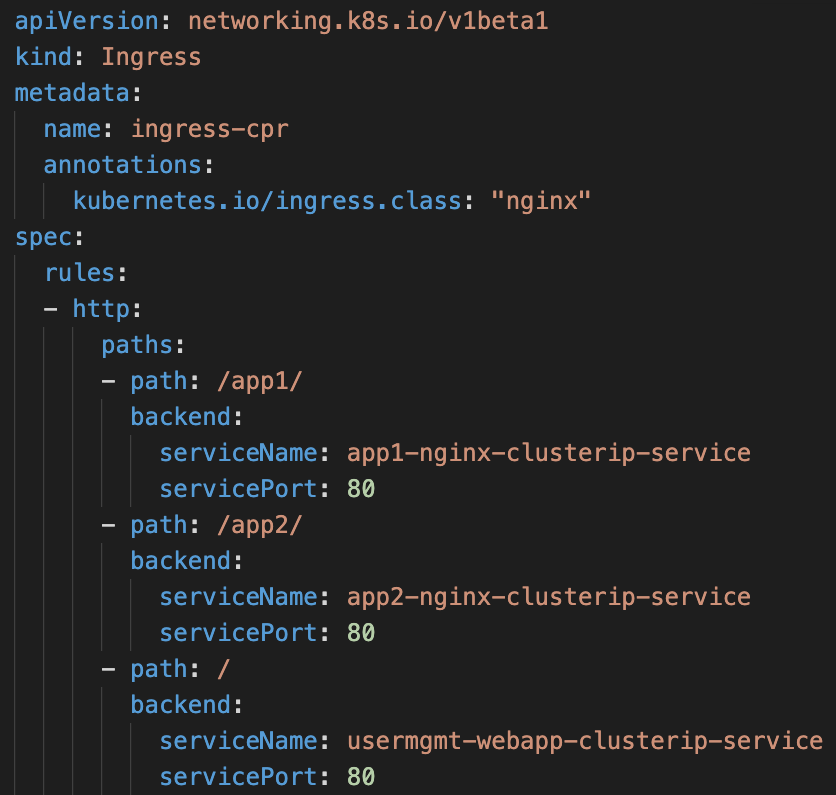 apiVersion: networking.k8s.io/v1beta1
kind: Ingress
metadata:
  name: ingress-cpr
  annotations:
    kubernetes.io/ingress.class: "nginx"
spec:
  rules:
  - http:
      paths:
      - path: /app1/
        backend:
          serviceName: app1-nginx-clusterip-service
          servicePort: 80
      - path: /app2/
        backend:
          serviceName: app2-nginx-clusterip-service
          servicePort: 80
      - path: /
        backend:
          serviceName: usermgmt-webapp-clusterip-service
          servicePort: 80